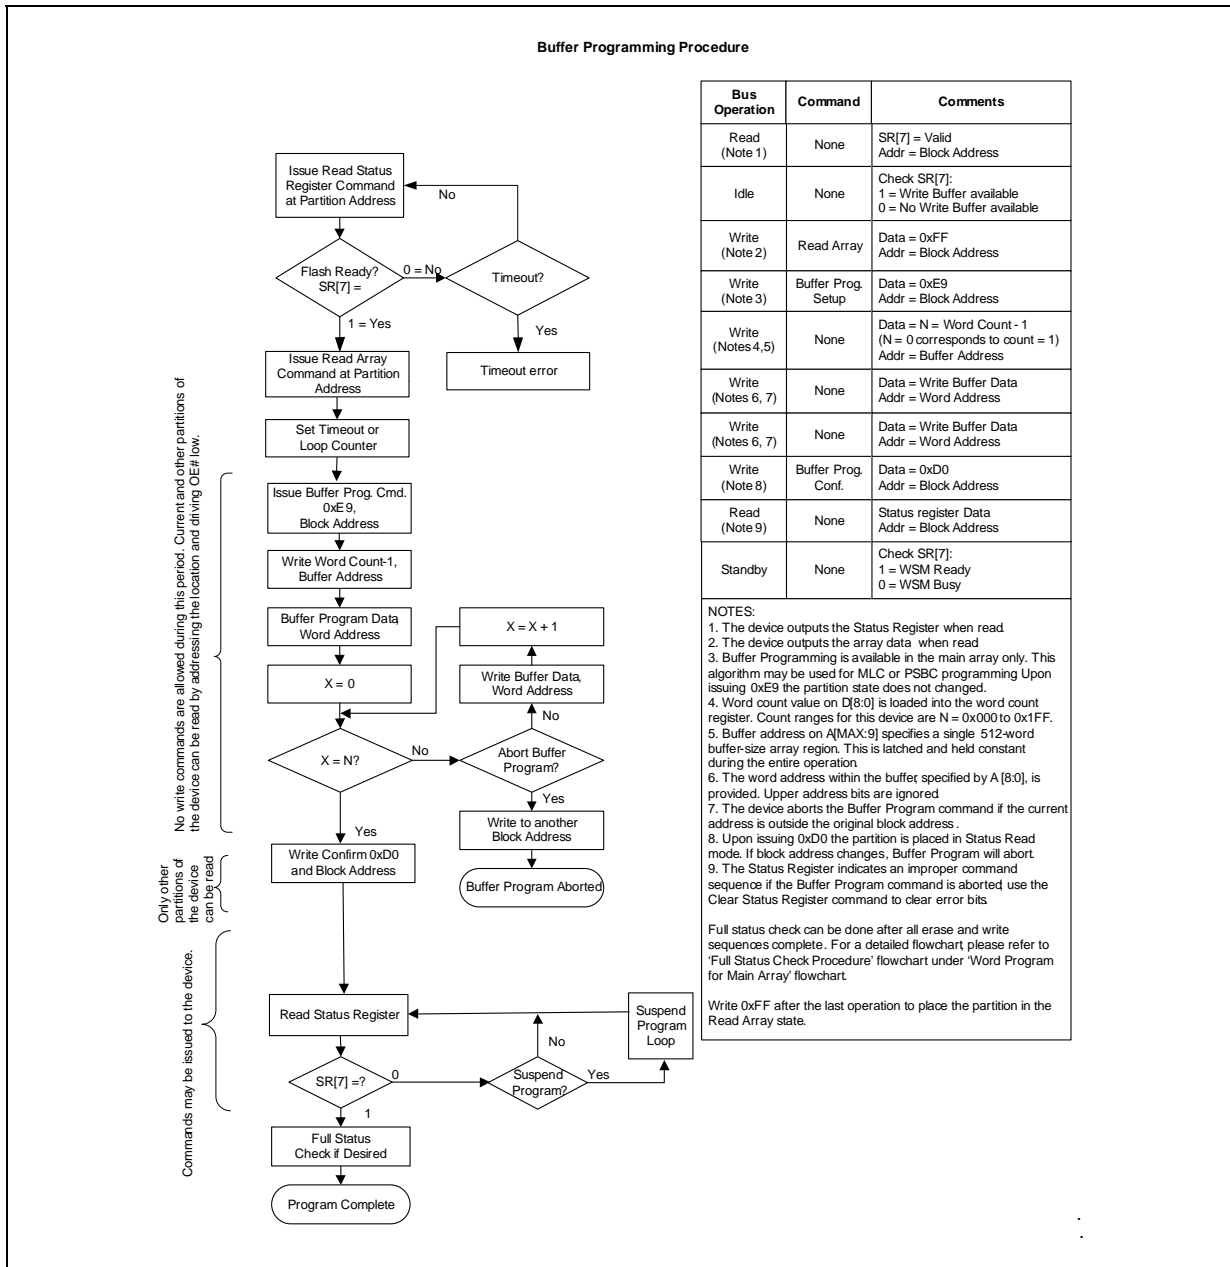 Buffer Programming Procedure
Issue Read Status
Register Command
at Partition Address
No
Flash Ready?
SR[7] =
0 = No
Timeout?
1 = Yes
Yes
Issue Read Array
Command at Partition
Address
Timeout error
Set Timeout or
Loop Counter
No write commands are allowed during this period. Current and other partitions of
the device can be read by addressing the location and driving OE# low.
Issue Buffer Prog. Cmd.
0xE9,
Block Address
Write Word Count-1,
Buffer Address
Buffer Program Data,
Word Address
X = X + 1
X = 0
Write Buffer Data,
Word Address
No
X = N?
No
Abort Buffer
Program?
Yes
Yes
Write to another
Block Address
Write Confirm 0xD0
and Block Address
Buffer Program Aborted
Only other
partitions of
the device
can be read
Commands may be issued to the device.
Read Status Register
Suspend
Program
Loop
No
SR[7] =?
0
Suspend
Program?
Yes
1
Full Status
Check if Desired
Program Complete
Bus
Operation
Command
Comments
Read
(Note 1)
None
SR[7] = Valid
Addr = Block Address
Idle
None
Check SR[7]:
1 = Write Buffer available
0 = No Write Buffer available
Write
(Note 2)
Read Array
Data = 0xFF
Addr = Block Address
Write
(Note 3)
Buffer Prog.
Setup
Data = 0xE9
Addr = Block Address
Write
(Notes 4,5)
None
Data = N = Word Count - 1
(N = 0 corresponds to count = 1)
Addr = Buffer Address
Write
(Notes 6, 7)
None
Data = Write Buffer Data
Addr = Word Address
Write
(Notes 6, 7)
None
Data = Write Buffer Data
Addr = Word Address
Write
(Note 8)
Buffer Prog.
Conf.
Data = 0xD0
Addr = Block Address
Read
(Note 9)
None
Status register Data
Addr = Block Address
Standby
None
Check SR[7]:
1 = WSM Ready
0 = WSM Busy
NOTES:
1. The device outputs the Status Register when read.
2. The device outputs the array data when read
3. Buffer Programming is available in the main array only. This
algorithm may be used for MLC or PSBC programming Upon
issuing 0xE9 the partition state does not changed.
4. Word count value on D[8:0] is loaded into the word count
register. Count ranges for this device are N = 0x000 to 0x1FF.
5. Buffer address on A[MAX:9] specifies a single 512-word
buffer-size array region. This is latched and held constant
during the entire operation.
6. The word address within the buffer, specified by A [8:0], is
provided. Upper address bits are ignored.
7. The device aborts the Buffer Program command if the current
address is outside the original block address .
8. Upon issuing 0xD0 the partition is placed in Status Read
mode. If block address changes, Buffer Program will abort.
9. The Status Register indicates an improper command
sequence if the Buffer Program command is aborted; use the
Clear Status Register command to clear error bits.
Full status check can be done after all erase and write
sequences complete. For a detailed flowchart, please refer to
‘Full Status Check Procedure’ flowchart under ‘Word Program
for Main Array’ flowchart.
Write 0xFF after the last operation to place the partition in the
Read Array state.